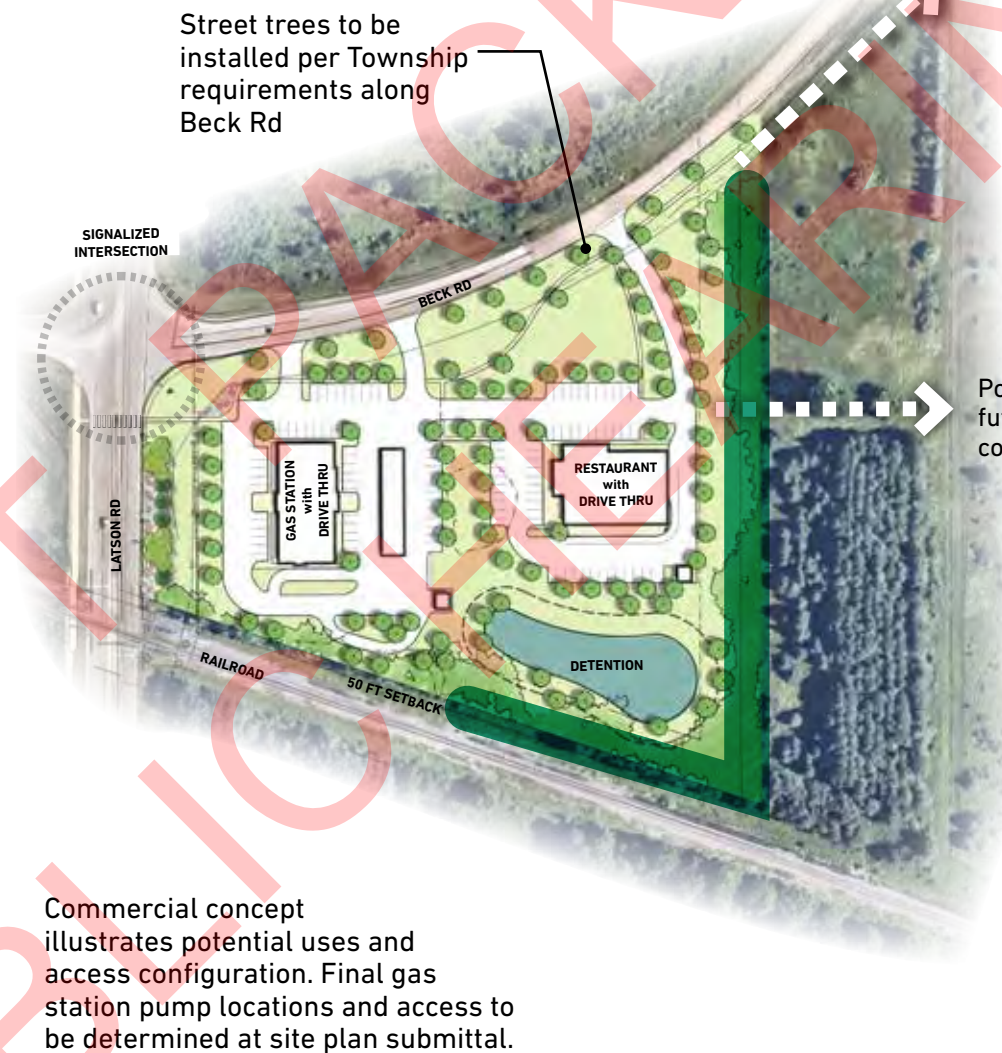 Street trees to be
installed per Township
requirements along
Beck Rd
SIGNALIZED
INTERSECTION
BECK RD
LATSON RD
GAS STATION
with
DRIVE THRU
RESTAURANT
with
DRIVE THRU
DETENTION
RAILROAD
50 FT SETBACK
Commercial concept
illustrates potential uses and
access configuration. Final gas
station pump locations and access to
be determined at site plan submittal.